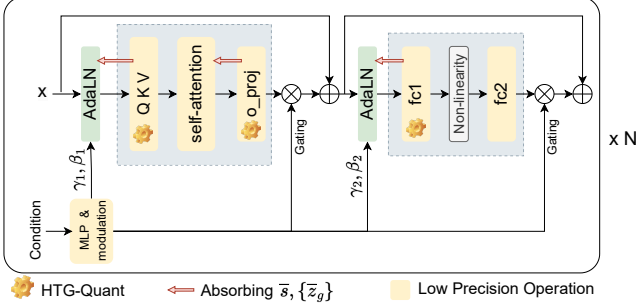 x
AdaLN
Q K V
self-attention
o_proj
Gating
AdaLN
fc1
Non-linearity
fc2
Gating
x N
γ₁, β₁
γ₂, β₂
Condition
MLP &
modulation
HTG-Quant
Absorbing s̅, {z̅_g}
Low Precision Operation